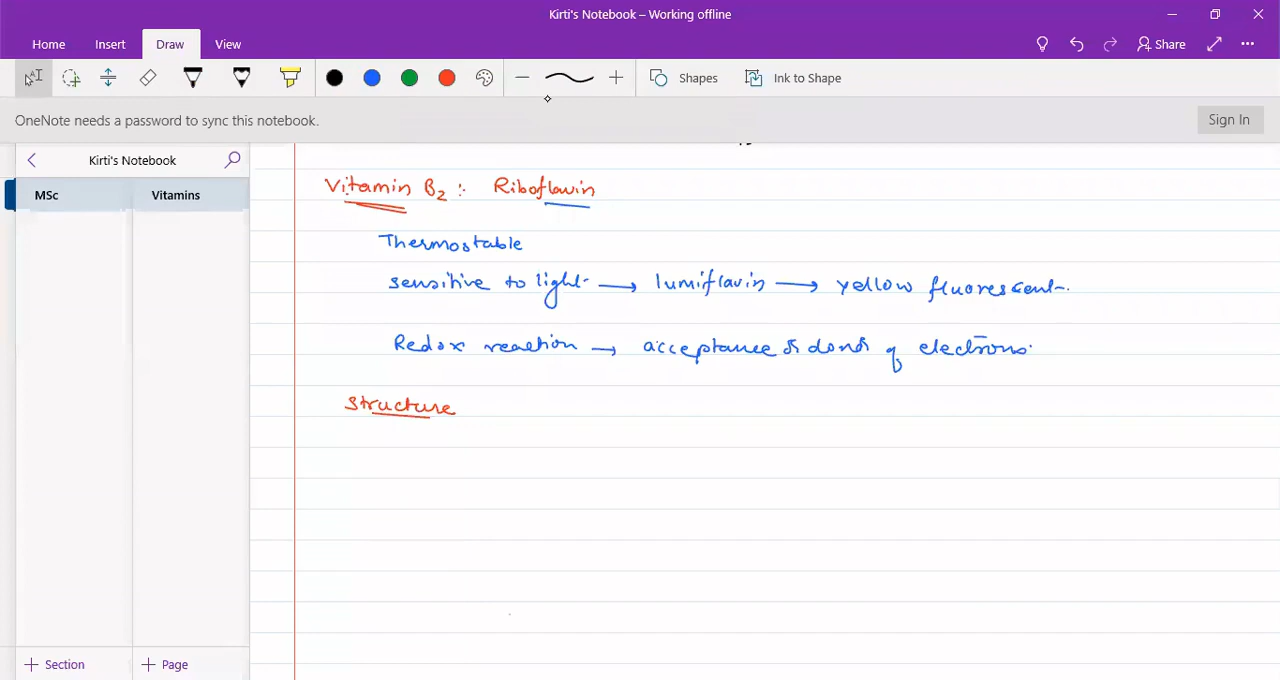 Kirti's Notebook – Working offline
Home Insert Draw View Share
Shapes Ink to Shape
OneNote needs a password to sync this notebook. Sign In
Kirti's Notebook
MSc Vitamins
Vitamin B2 : Riboflavin
Thermostable
sensitive to light → lumiflavin → yellow fluorescent.
Redox reaction → acceptance & donor of electrons.
Structure
+ Section + Page